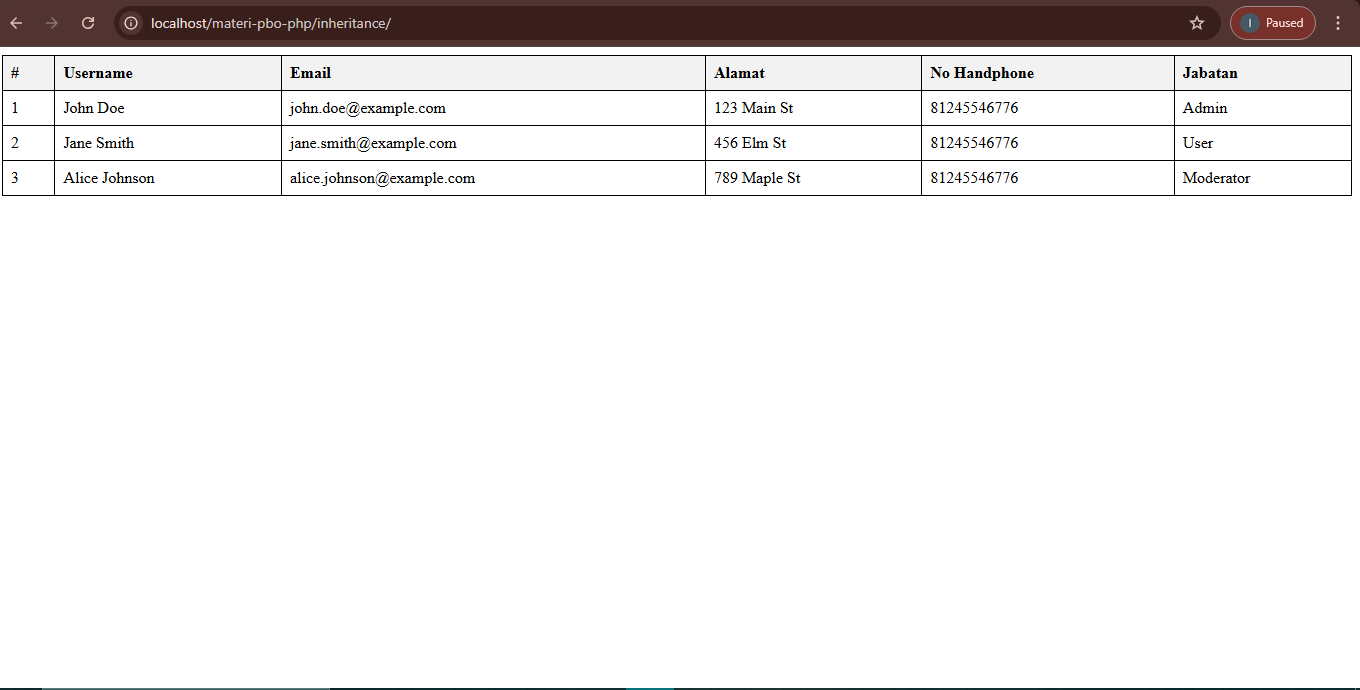 localhost/materi-pbo-php/inheritance/ I Paused
# Username Email Alamat No Handphone Jabatan
1 John Doe john.doe@example.com 123 Main St 81245546776 Admin
2 Jane Smith jane.smith@example.com 456 Elm St 81245546776 User
3 Alice Johnson alice.johnson@example.com 789 Maple St 81245546776 Moderator